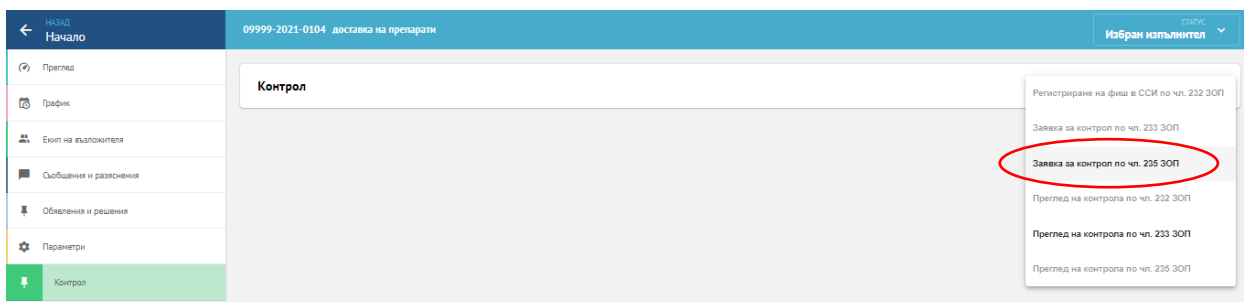 НАЗАД
Начало
09999-2021-0104 доставка на препарати
СТАТУС
Избран изпълнител
Преглед
График
Екип на възложителя
Съобщения и разяснения
Обявления и решения
Параметри
Контрол
Контрол
Регистриране на фиш в ССИ по чл. 232 ЗОП
Заявка за контрол по чл. 233 ЗОП
Заявка за контрол по чл. 235 ЗОП
Преглед на контрола по чл. 232 ЗОП
Преглед на контрола по чл. 233 ЗОП
Преглед на контрола по чл. 235 ЗОП